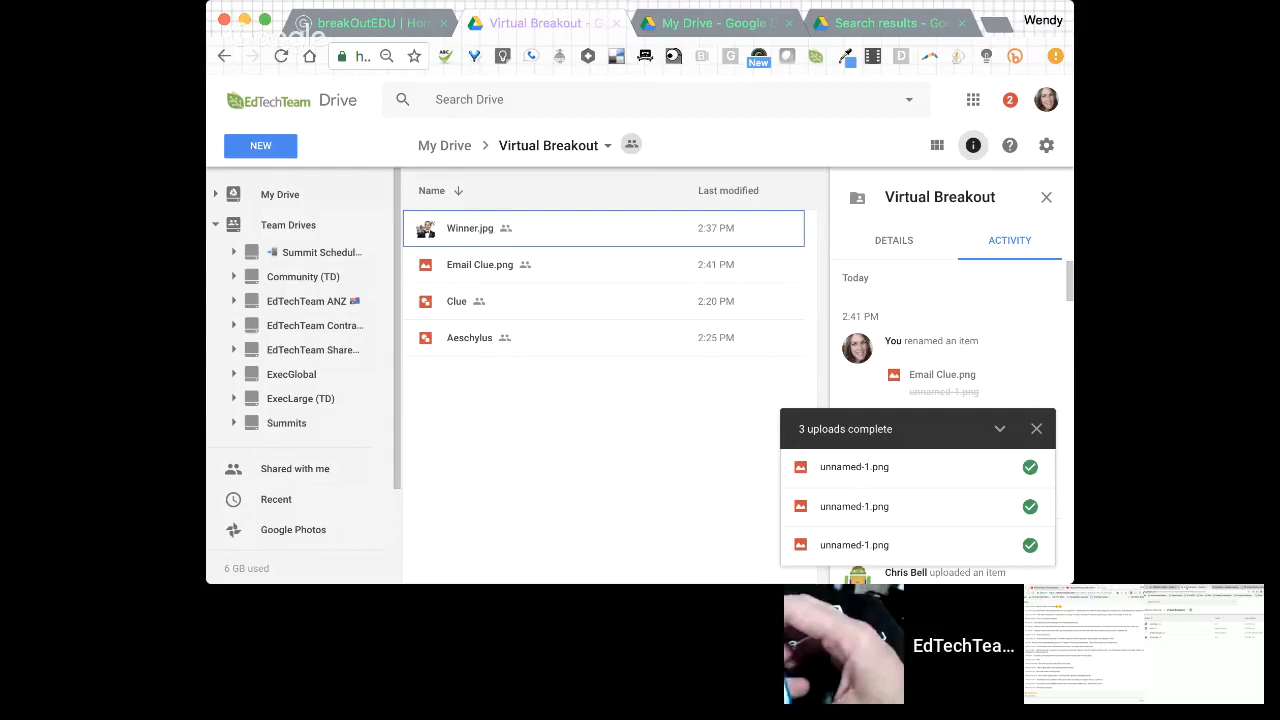 breakOutEDU | Hom
Virtual Breakout - G
My Drive - Google D
Search results - Goo
Wendy
h..
New
EdTechTeam Drive
Search Drive
2
NEW
My Drive > Virtual Breakout
My Drive
Team Drives
Summit Schedul...
Community (TD)
EdTechTeam ANZ
EdTechTeam Contra...
EdTechTeam Share...
ExecGlobal
ExecLarge (TD)
Summits
Shared with me
Recent
Google Photos
6 GB used
Name
Last modified
Winner.jpg
2:37 PM
Email Clue.png
2:41 PM
Clue
2:20 PM
Aeschylus
2:25 PM
Virtual Breakout
DETAILS
ACTIVITY
Today
2:41 PM
You renamed an item
Email Clue.png
unnamed-1.png
3 uploads complete
unnamed-1.png
unnamed-1.png
unnamed-1.png
Chris Bell uploaded an item
EdTechTea...